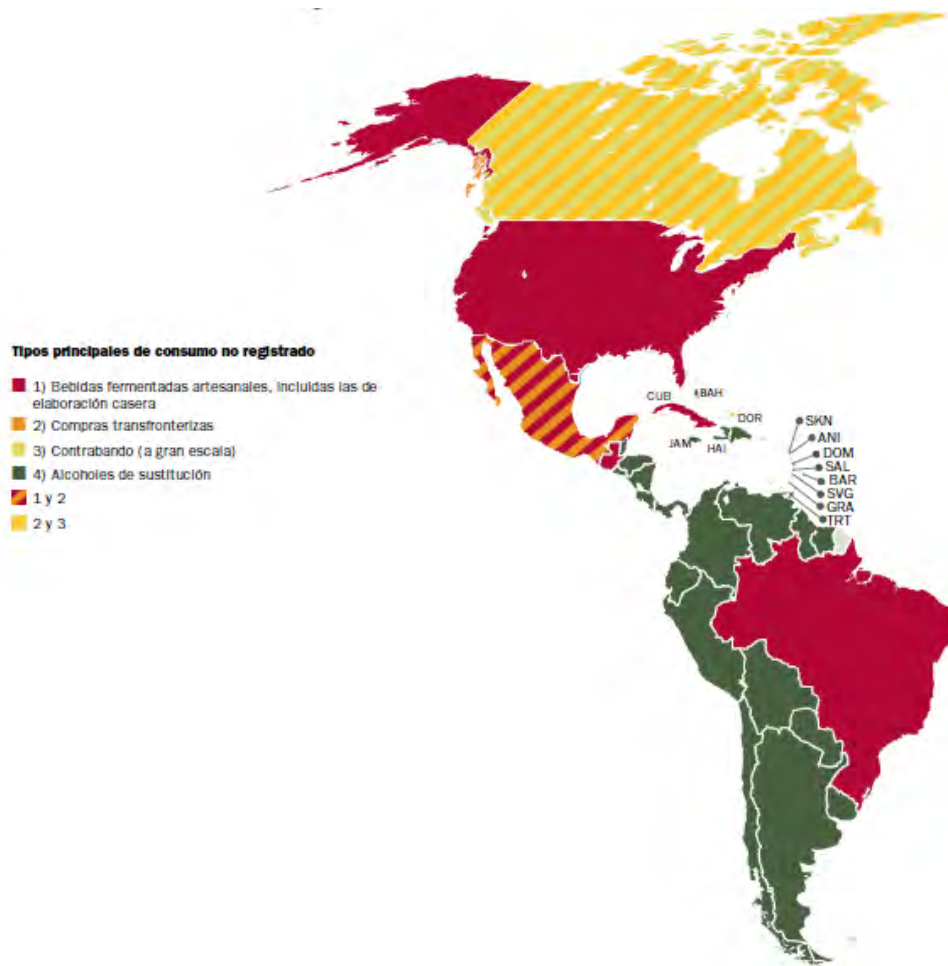 Tipos principales de consumo no registrado
1) Bebidas fermentadas artesanales, incluidas las de
elaboración casera
2) Compras transfronterizas
3) Contrabando (a gran escala)
4) Alcoholes de sustitución
1 y 2
2 y 3
CUB
BAH
DOR
JAM
HAI
SKN
ANI
DOM
SAL
BAR
SVG
GRA
TRT